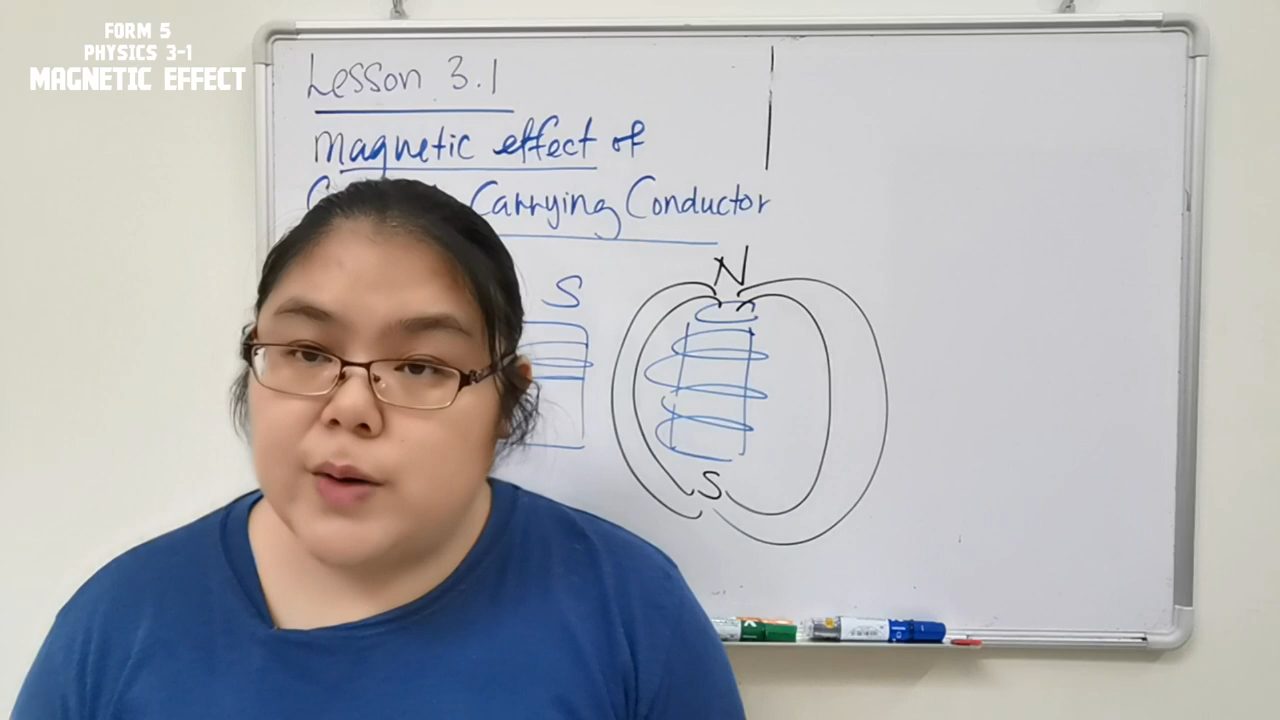 FORM 5
PHYSICS 3-1
MAGNETIC EFFECT
Lesson 3.1
Magnetic effect of
Carrying Conductor
S
N
S